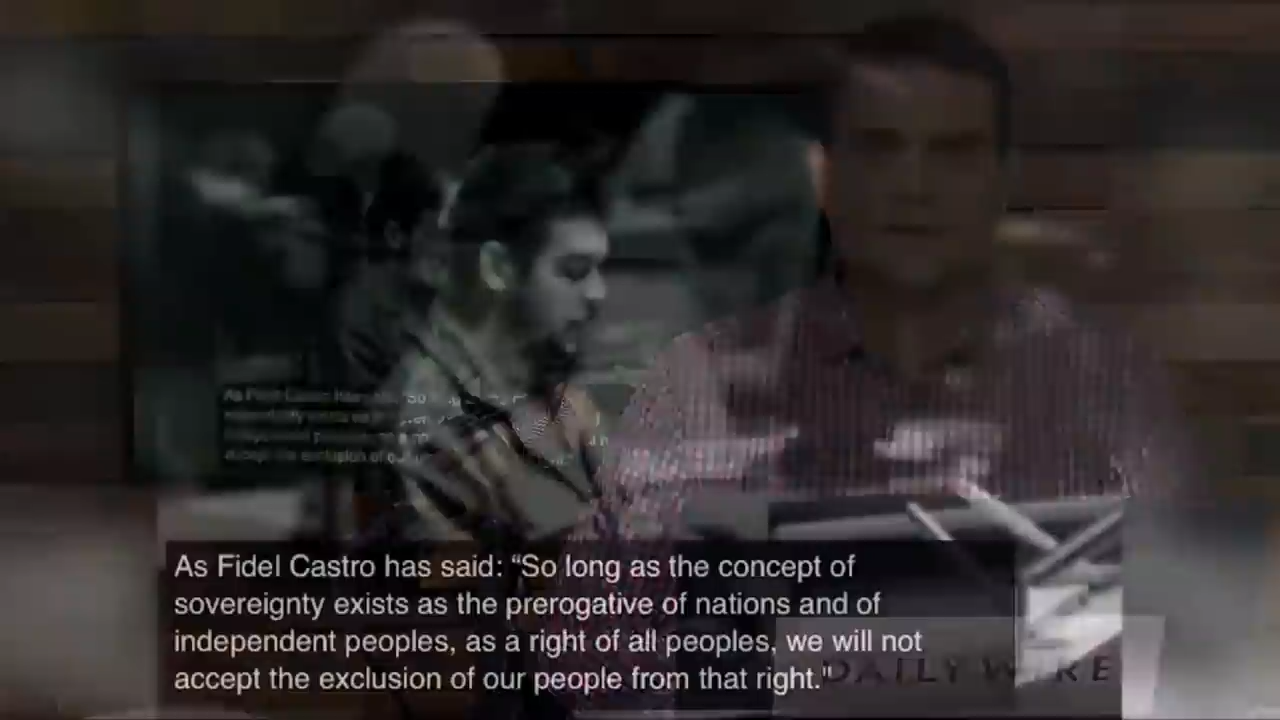 As Fidel Castro has said: “So long as the concept of
sovereignty exists as the prerogative of nations and of
independent peoples, as a right of all peoples, we will not
accept the exclusion of our people from that right."
DAILY WIRE